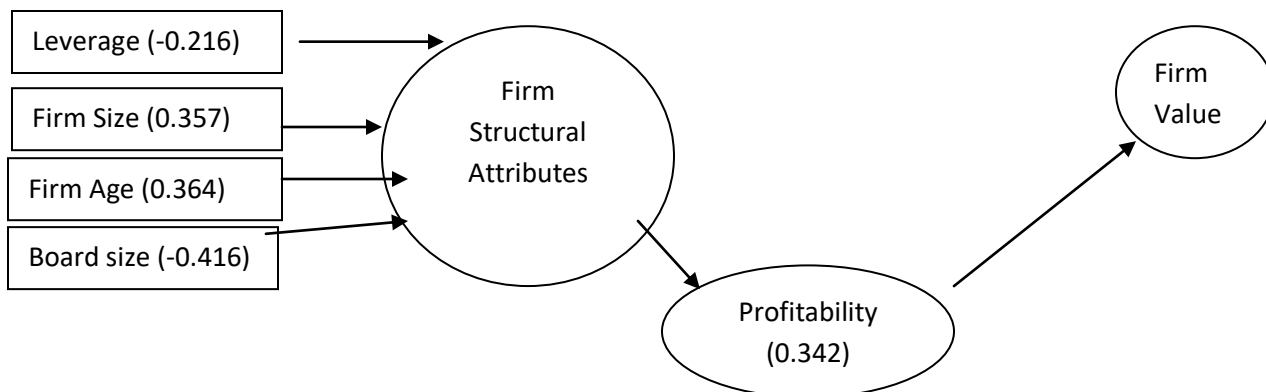 Leverage (-0.216)
Firm Size (0.357)
Firm Age (0.364)
Board size (-0.416)
Firm
Structural
Attributes
Profitability
(0.342)
Firm
Value